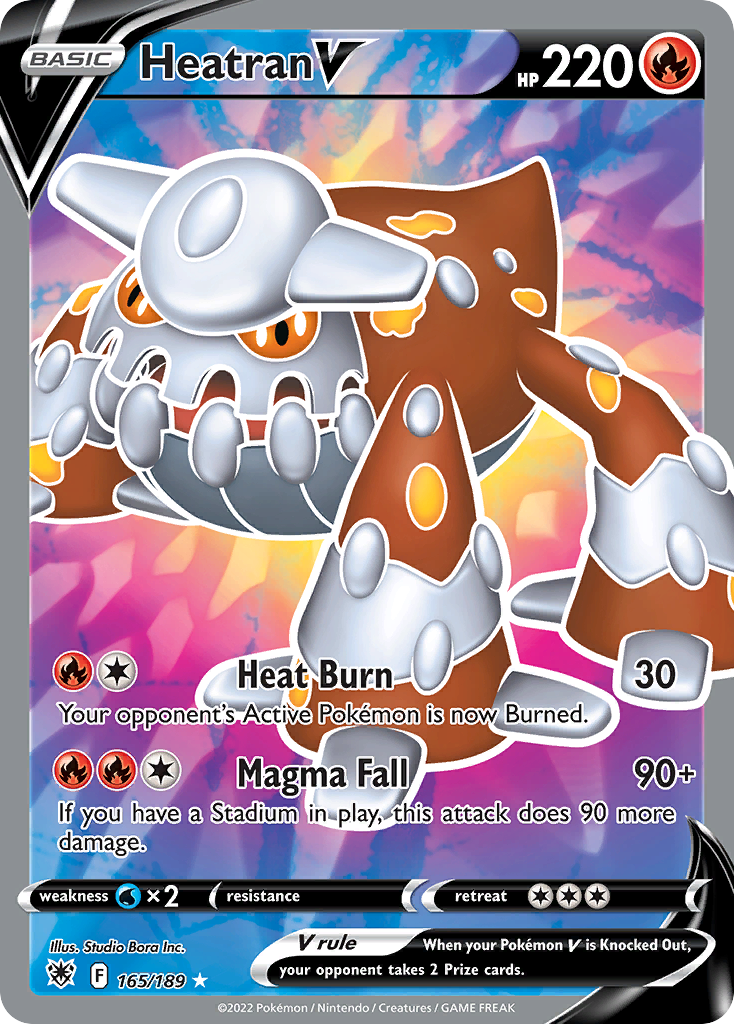 BASIC HeatranV HP 220
Heat Burn 30
Your opponent's Active Pokémon is now Burned.
Magma Fall 90+
If you have a Stadium in play, this attack does 90 more
damage.
weakness ×2 resistance retreat
Illus. Studio Bora Inc.
V rule When your Pokémon V is Knocked Out,
your opponent takes 2 Prize cards.
F 165/189
©2022 Pokémon / Nintendo / Creatures / GAME FREAK